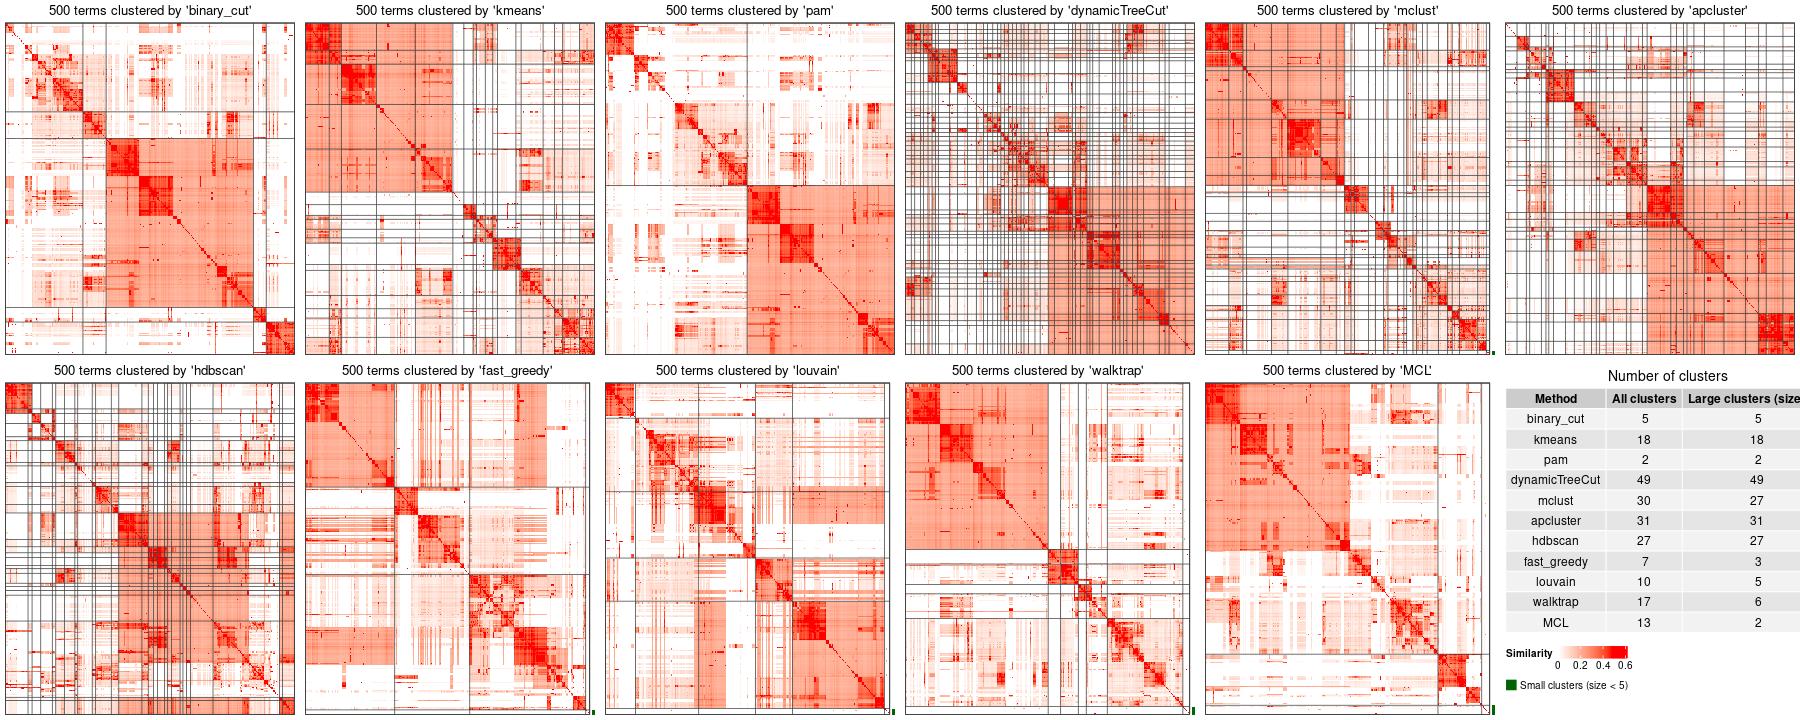 500 terms clustered by 'binary_cut'
500 terms clustered by 'kmeans'
500 terms clustered by 'pam'
500 terms clustered by 'dynamicTreeCut'
500 terms clustered by 'mclust'
500 terms clustered by 'apcluster'
500 terms clustered by 'hdbscan'
500 terms clustered by 'fast_greedy'
500 terms clustered by 'louvain'
500 terms clustered by 'walktrap'
500 terms clustered by 'MCL'
Number of clusters
Method All clusters Large clusters (size
binary_cut 5 5
kmeans 18 18
pam 2 2
dynamicTreeCut 49 49
mclust 30 27
apcluster 31 31
hdbscan 27 27
fast_greedy 7 3
louvain 10 5
walktrap 17 6
MCL 13 2
Similarity
0 0.2 0.4 0.6
Small clusters (size < 5)